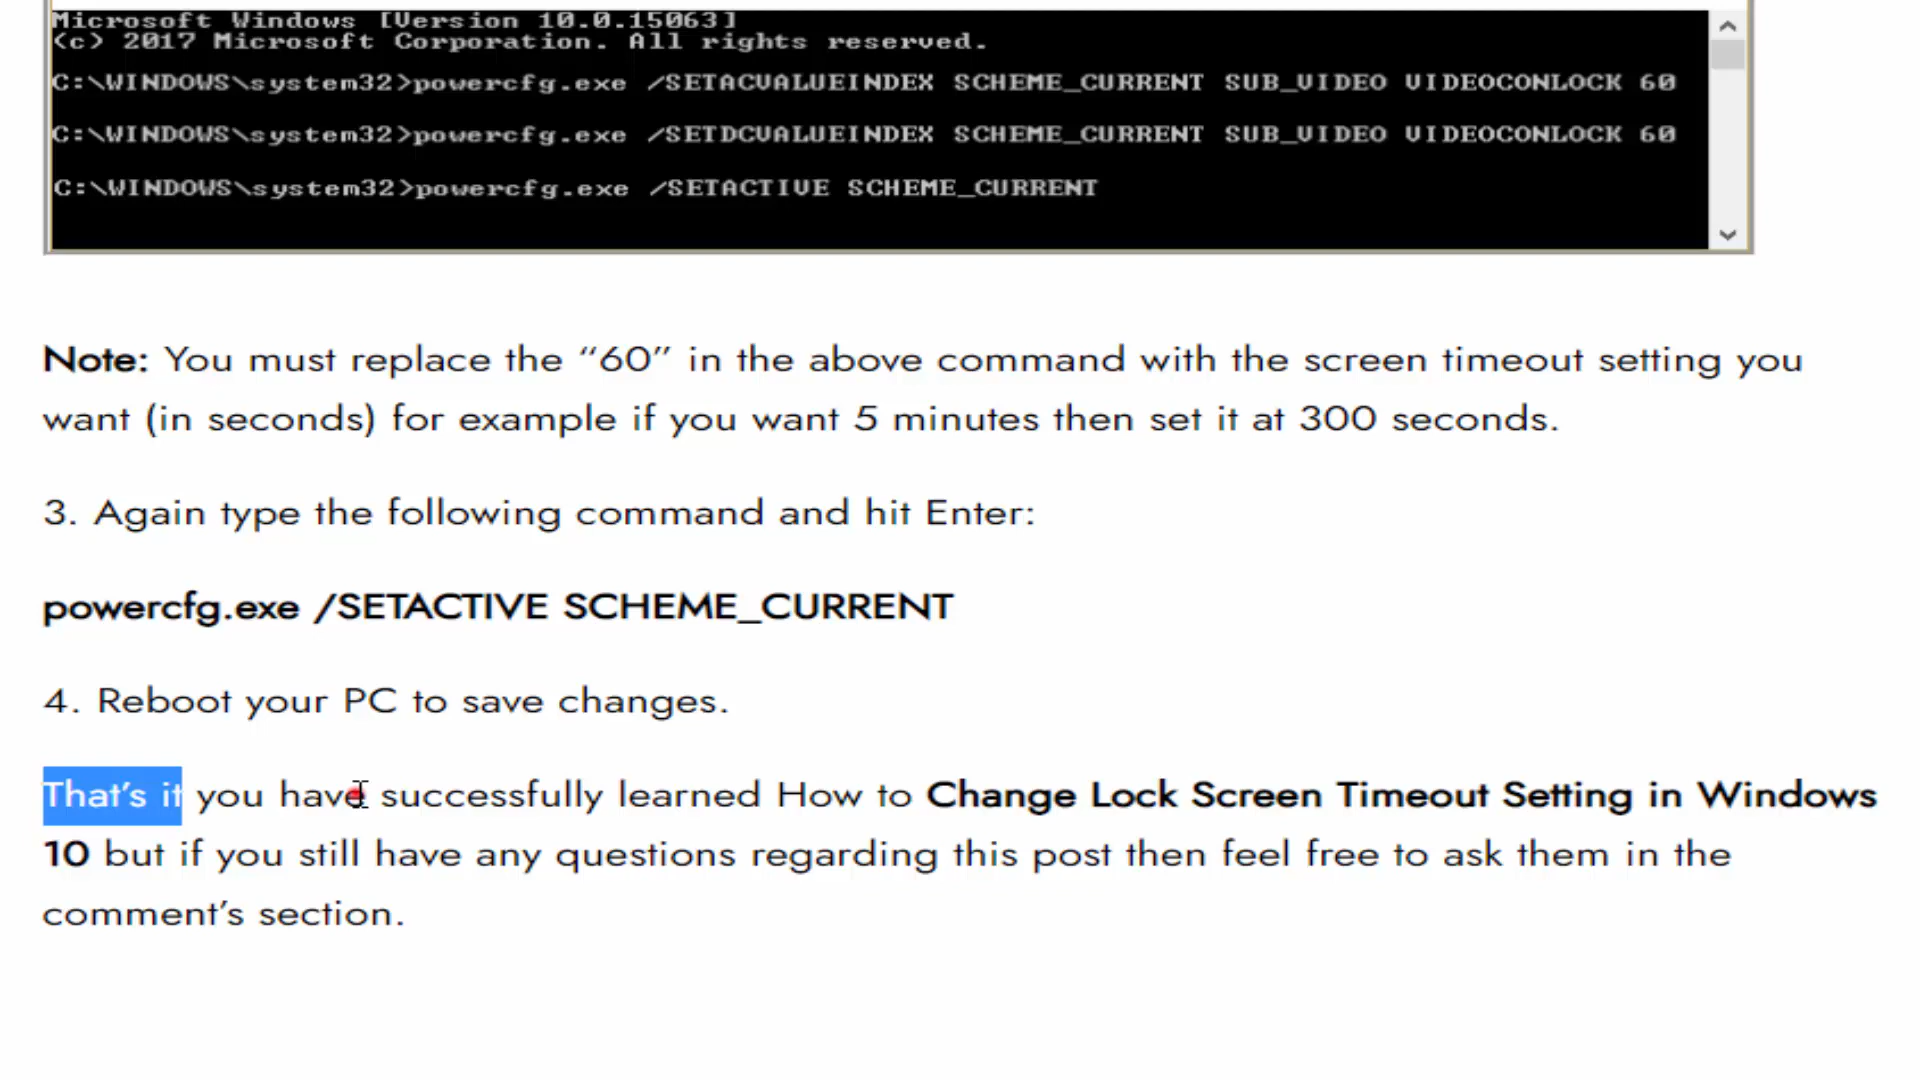 Microsoft Windows [Version 10.0.15063]
(c) 2017 Microsoft Corporation. All rights reserved.
C:\WINDOWS\system32>powercfg.exe /SETACVALUEINDEX SCHEME_CURRENT SUB_VIDEO VIDEOCONLOCK 60
C:\WINDOWS\system32>powercfg.exe /SETDCVALUEINDEX SCHEME_CURRENT SUB_VIDEO VIDEOCONLOCK 60
C:\WINDOWS\system32>powercfg.exe /SETACTIVE SCHEME_CURRENT
Note: You must replace the “60” in the above command with the screen timeout setting you
want (in seconds) for example if you want 5 minutes then set it at 300 seconds.
3. Again type the following command and hit Enter:
powercfg.exe /SETACTIVE SCHEME_CURRENT
4. Reboot your PC to save changes.
That’s it you have successfully learned How to Change Lock Screen Timeout Setting in Windows
10 but if you still have any questions regarding this post then feel free to ask them in the
comment’s section.